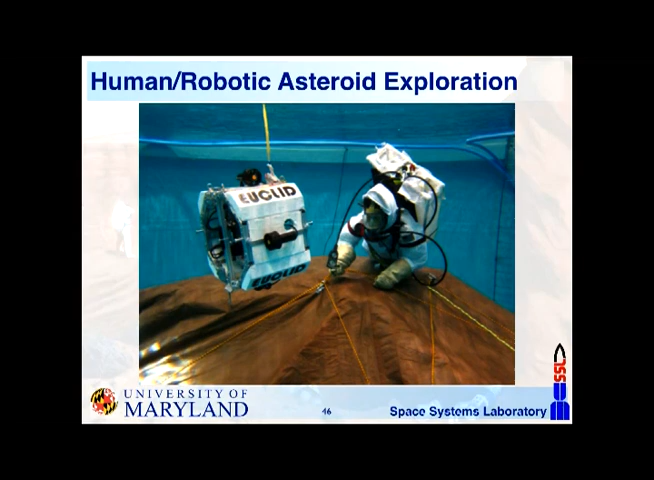 Human/Robotic Asteroid Exploration
EUCLID
EUCLID
UNIVERSITY OF
MARYLAND
46
Space Systems Laboratory
SSL